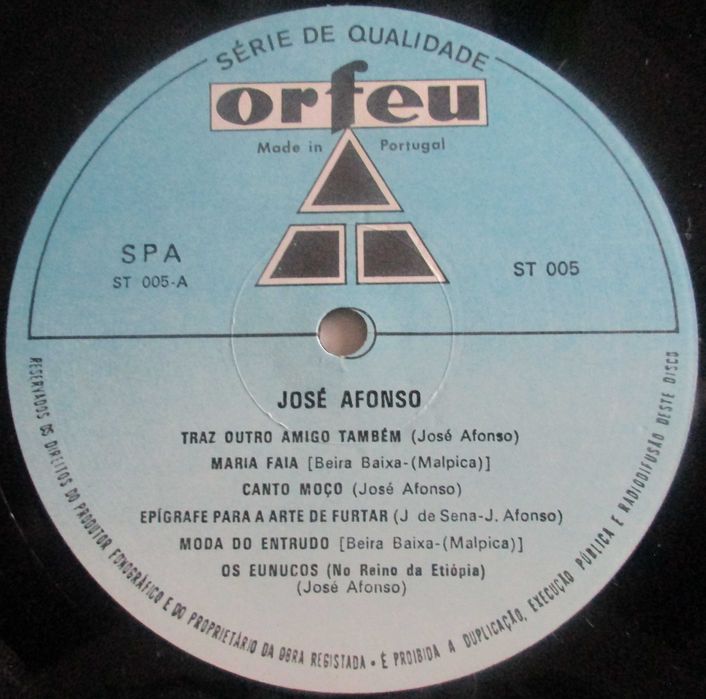 SÉRIE DE QUALIDADE
orfeu
Made in Portugal
SPA
ST 005-A
ST 005
JOSÉ AFONSO
TRAZ OUTRO AMIGO TAMBÉM (José Afonso)
MARIA FAIA [Beira Baixa-(Malpica)]
CANTO MOÇO (José Afonso)
EPÍGRAFE PARA A ARTE DE FURTAR (J de Sena-J. Afonso)
MODA DO ENTRUDO [Beira Baixa-(Malpica)]
OS EUNUCOS (No Reino da Etiópia)
(José Afonso)
RESERVADOS OS DIREITOS DO PRODUTOR FONOGRÁFICO E DO PROPRIETÁRIO DA OBRA REGISTADA • É PROIBIDA A DUPLICAÇÃO, EXECUÇÃO PÚBLICA E RADIODIFUSÃO DESTE DISCO